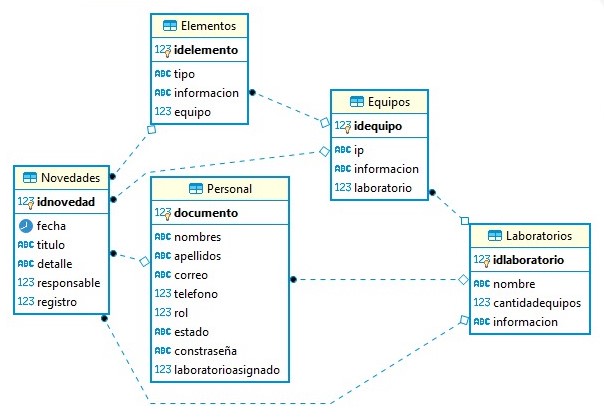 Elementos
123 idelemento
ABC tipo
ABC informacion
123 equipo
Equipos
123 idequipo
ABC ip
ABC informacion
123 laboratorio
Novedades
123 idnovedad
fecha
ABC titulo
ABC detalle
123 responsable
123 registro
Personal
123 documento
ABC nombres
ABC apellidos
ABC correo
123 telefono
123 rol
ABC estado
ABC constraseña
123 laboratorioasignado
Laboratorios
123 idlaboratorio
ABC nombre
123 cantidadequipos
ABC informacion